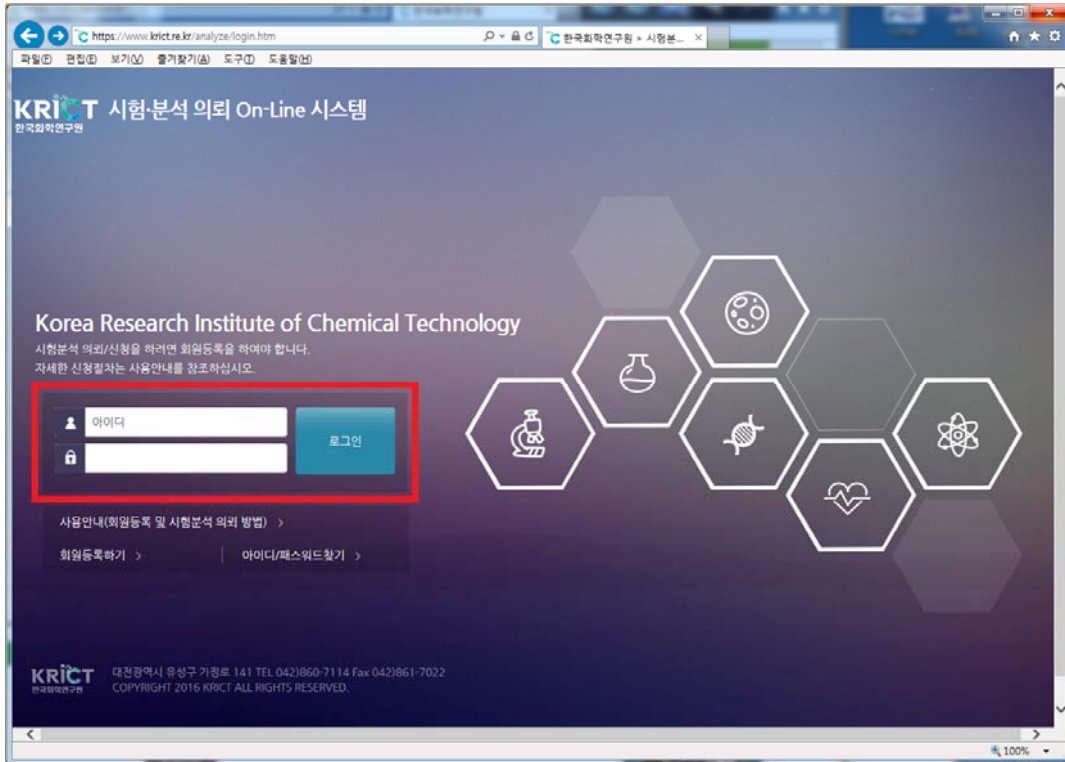 https://www.krict.re.kr/analyze/login.htm
한국화학연구원 > 시험분...
파일(F) 편집(E) 보기(V) 즐겨찾기(A) 도구(T) 도움말(H)
KRICT 시험·분석 의뢰 On-Line 시스템
한국화학연구원
Korea Research Institute of Chemical Technology
시험분석 의뢰/신청을 하려면 회원등록을 하여야 합니다.
자세한 신청절차는 사용안내를 참조하십시오.
아이디
로그인
사용안내(회원등록 및 시험분석 의뢰 방법) >
회원등록하기 >
아이디/패스워드찾기 >
KRICT
한국화학연구원
대전광역시 유성구 가정로 141 TEL 042)860-7114 Fax 042)861-7022
COPYRIGHT 2016 KRICT ALL RIGHTS RESERVED.
100%